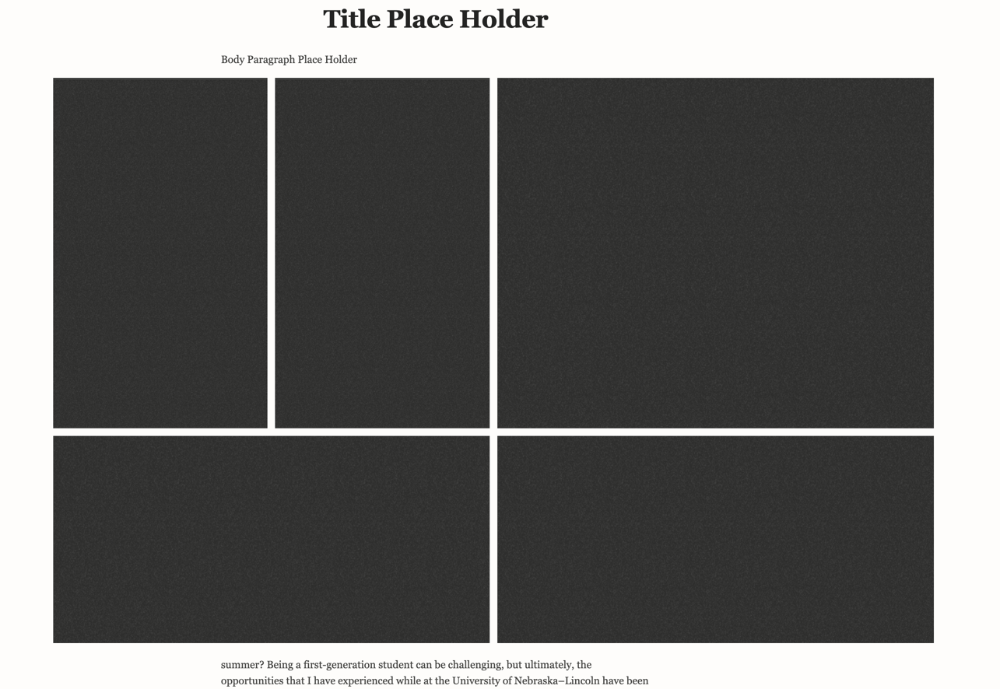 Title Place Holder
Body Paragraph Place Holder
summer? Being a first-generation student can be challenging, but ultimately, the
opportunities that I have experienced while at the University of Nebraska–Lincoln have been